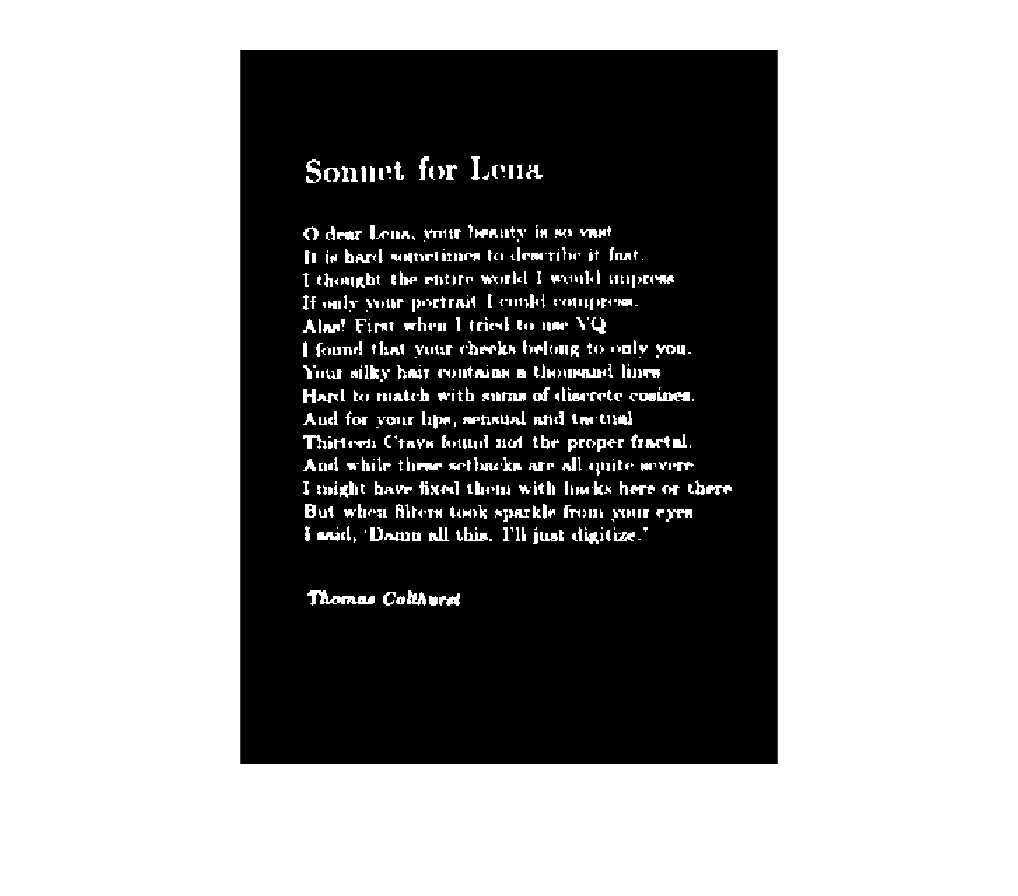 Sonnet for Lena
O dear Lena, your beauty is so vast
It is hard sometimes to describe it fast.
I thought the entire world I would impress
If only your portrait I could compress.
Alas! First when I tried to use VQ
I found that your cheeks belong to only you.
Your silky hair contains a thousand lines
Hard to match with sums of discrete cosines.
And for your lips, sensual and tactual
Thirteen Crays found not the proper fractal.
And while these setbacks are all quite severe
I might have fixed them with hacks here or there
But when filters took sparkle from your eyes
I said, 'Damn all this. I'll just digitize.'
Thomas Colthurst